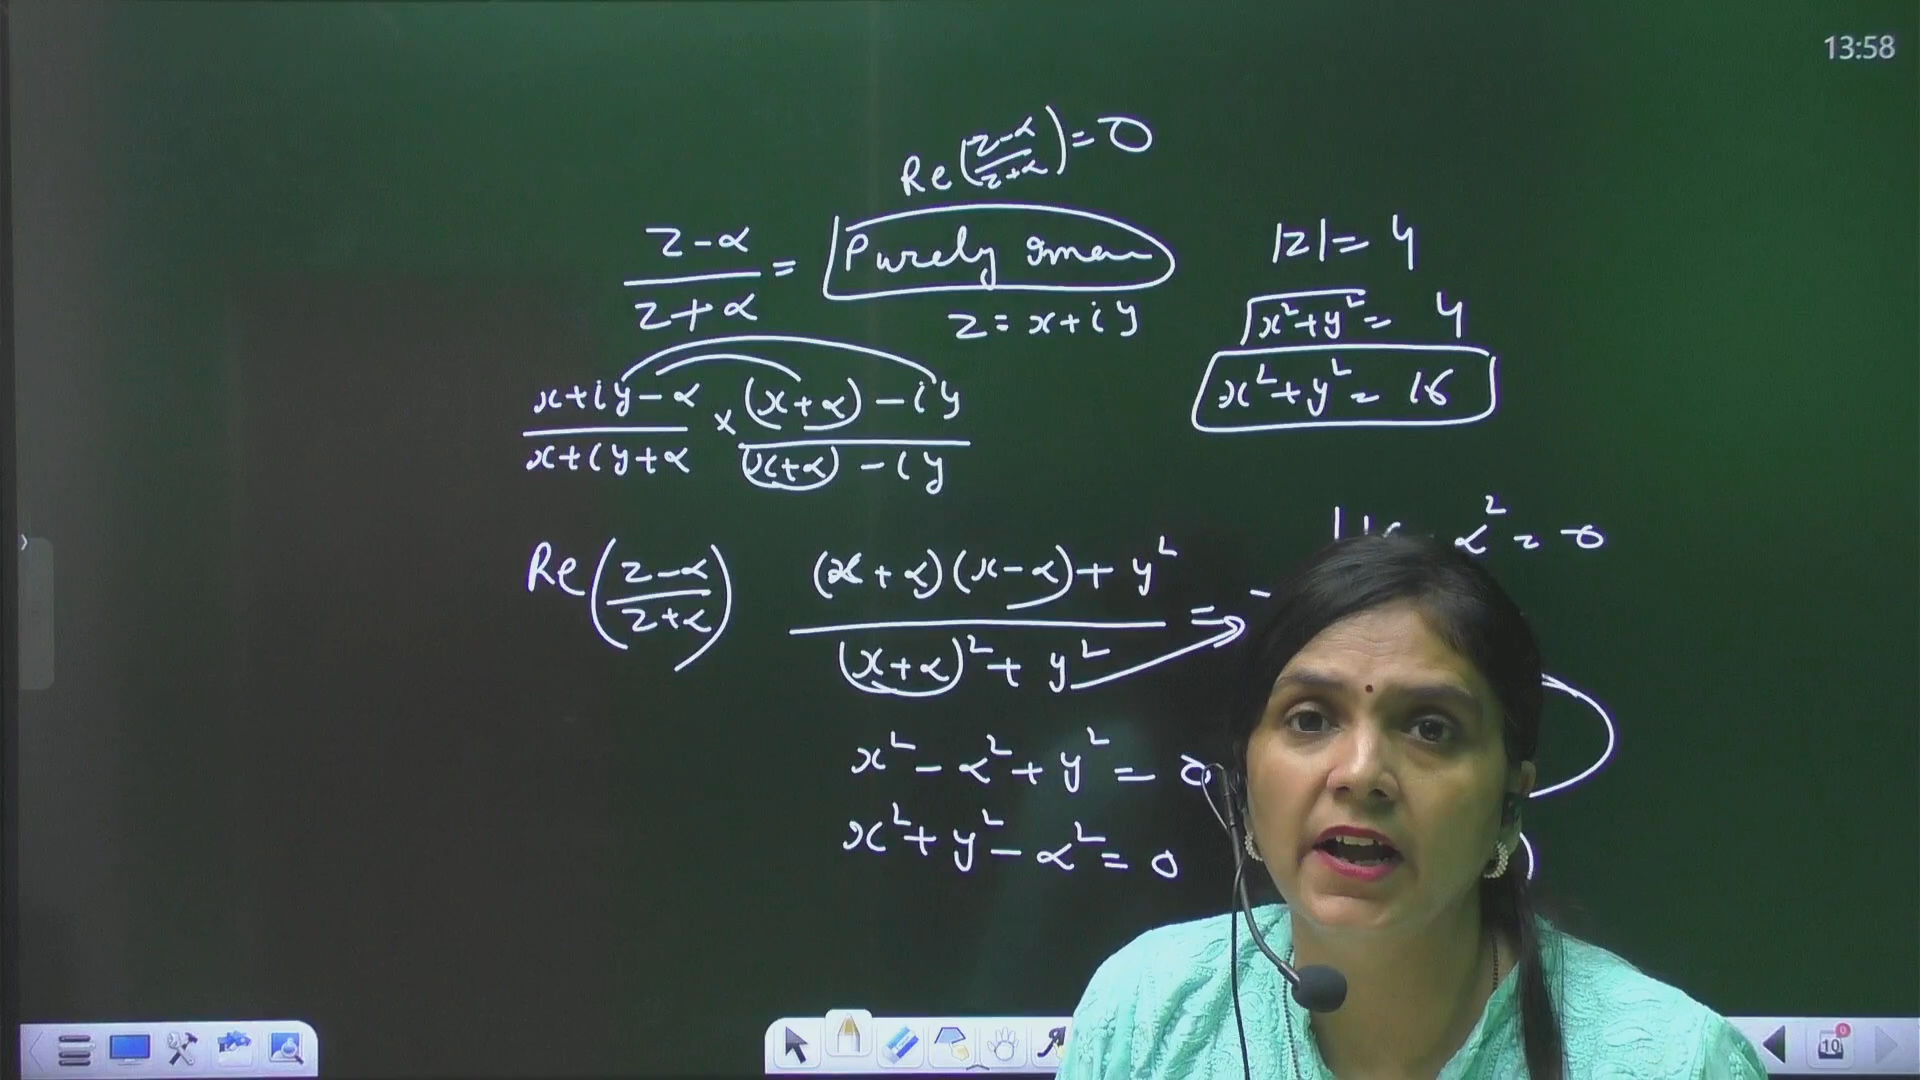 13:58
Re((z-α)/(z+α)) = 0
(z-α)/(z+α) = Purely
z = x+iy
(x+iy-α)/(x+iy+α) × ((x+α)-iy)/((x+α)-iy)
|z| = 4
√(x²+y²) = 4
x²+y² = 16
α² = 0
Re((z-α)/(z+α)) ((x+α)(x-α)+y²)/((x+α)²+y²) =
x²-α²+y² = 0
x²+y²-α² = 0
10